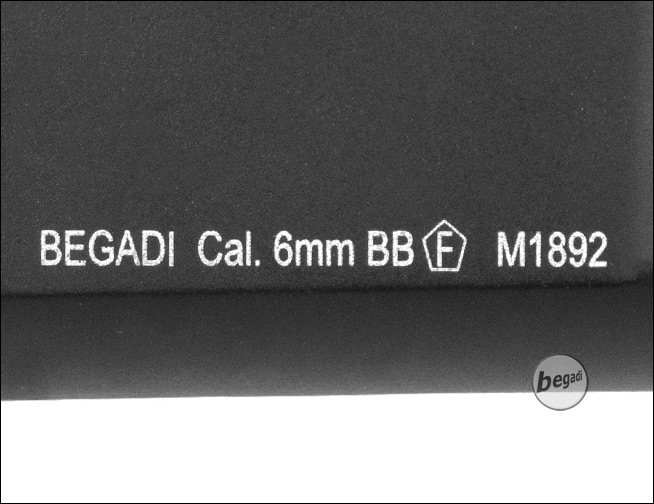 BEGADI Cal. 6mm BB F M1892
begadi